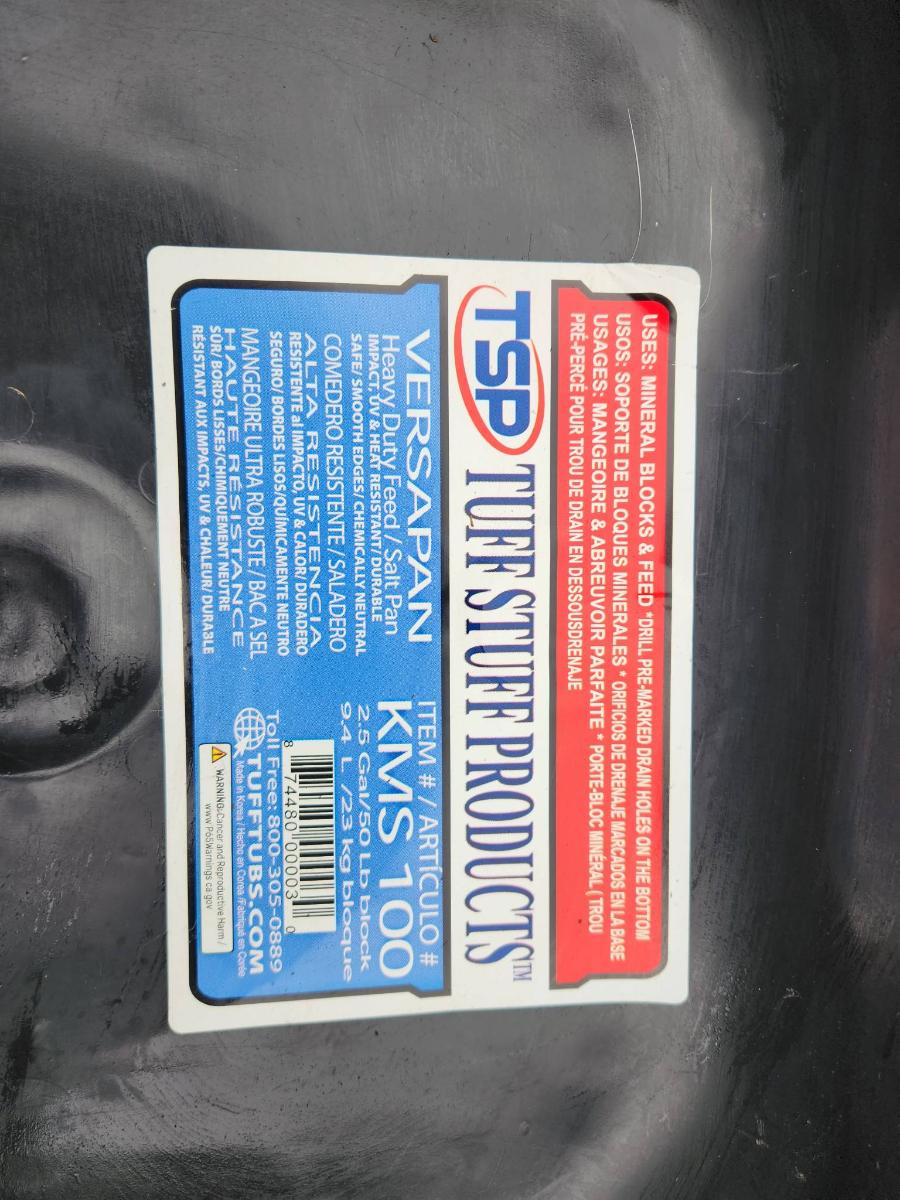 USES: MINERAL BLOCKS & FEED *DRILL PRE-MARKED DRAIN HOLES ON THE BOTTOM
USOS: SOPORTE DE BLOQUES MINERALES * ORIFICIOS DE DRENAJE MARCADOS EN LA BASE
USAGES: MANGEOIRE & ABREUVOIR PARFAITE * PORTE-BLOC MINÉRAL ( TROU
PRÉ-PERCÉ POUR TROU DE DRAIN EN DESSOUSDRENAJE
TSP TUFF STUFF PRODUCTS™
VERSAPAN
Heavy Duty Feed / Salt Pan
IMPACT, UV & HEAT RESISTANT/ DURABLE
SAFE/ SMOOTH EDGES/ CHEMICALLY NEUTRAL
COMEDERO RESISTENTE / SALADERO
ALTA RESISTENCIA
RESISTENTE al IMPACTO, UV & CALOR/ DURADERO
SEGURO/ BORDES LISOS/QUÍMICAMENTE NEUTRO
MANGEOIRE ULTRA ROBUSTE / BAC A SEL
HAUTE RÉSISTANCE
SÛR/ BORDS LISSES/CHIMIQUEMENT NEUTRE
RÉSISTANT AUX IMPACTS, UV & CHALEUR/ DURABLE
ITEM # / ARTÍCULO #
KMS 100
2.5 Gal/50 Lb.block
9.4 L /23 kg bloque
8 74480 00003 0
Toll Free: 800-305-0889
TUFFTUBS.COM
Made in Korea / Hecho en Corea /Fabriqué en Corée
WARNING: Cancer and Reproductive Harm /
www.P65Warnings.ca.gov